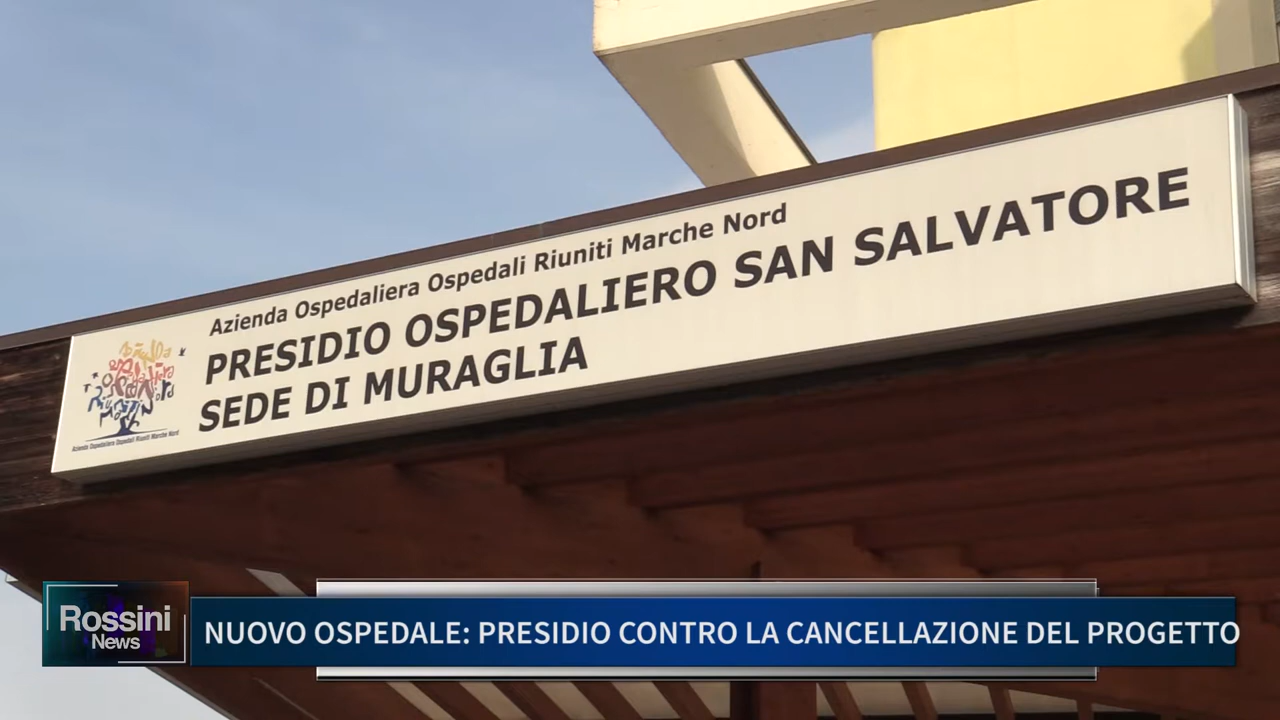 Azienda Ospedaliera Ospedali Riuniti Marche Nord
PRESIDIO OSPEDALIERO SAN SALVATORE
SEDE DI MURAGLIA
Azienda Ospedaliera Ospedali Riuniti Marche Nord
Rossini
News
NUOVO OSPEDALE: PRESIDIO CONTRO LA CANCELLAZIONE DEL PROGETTO